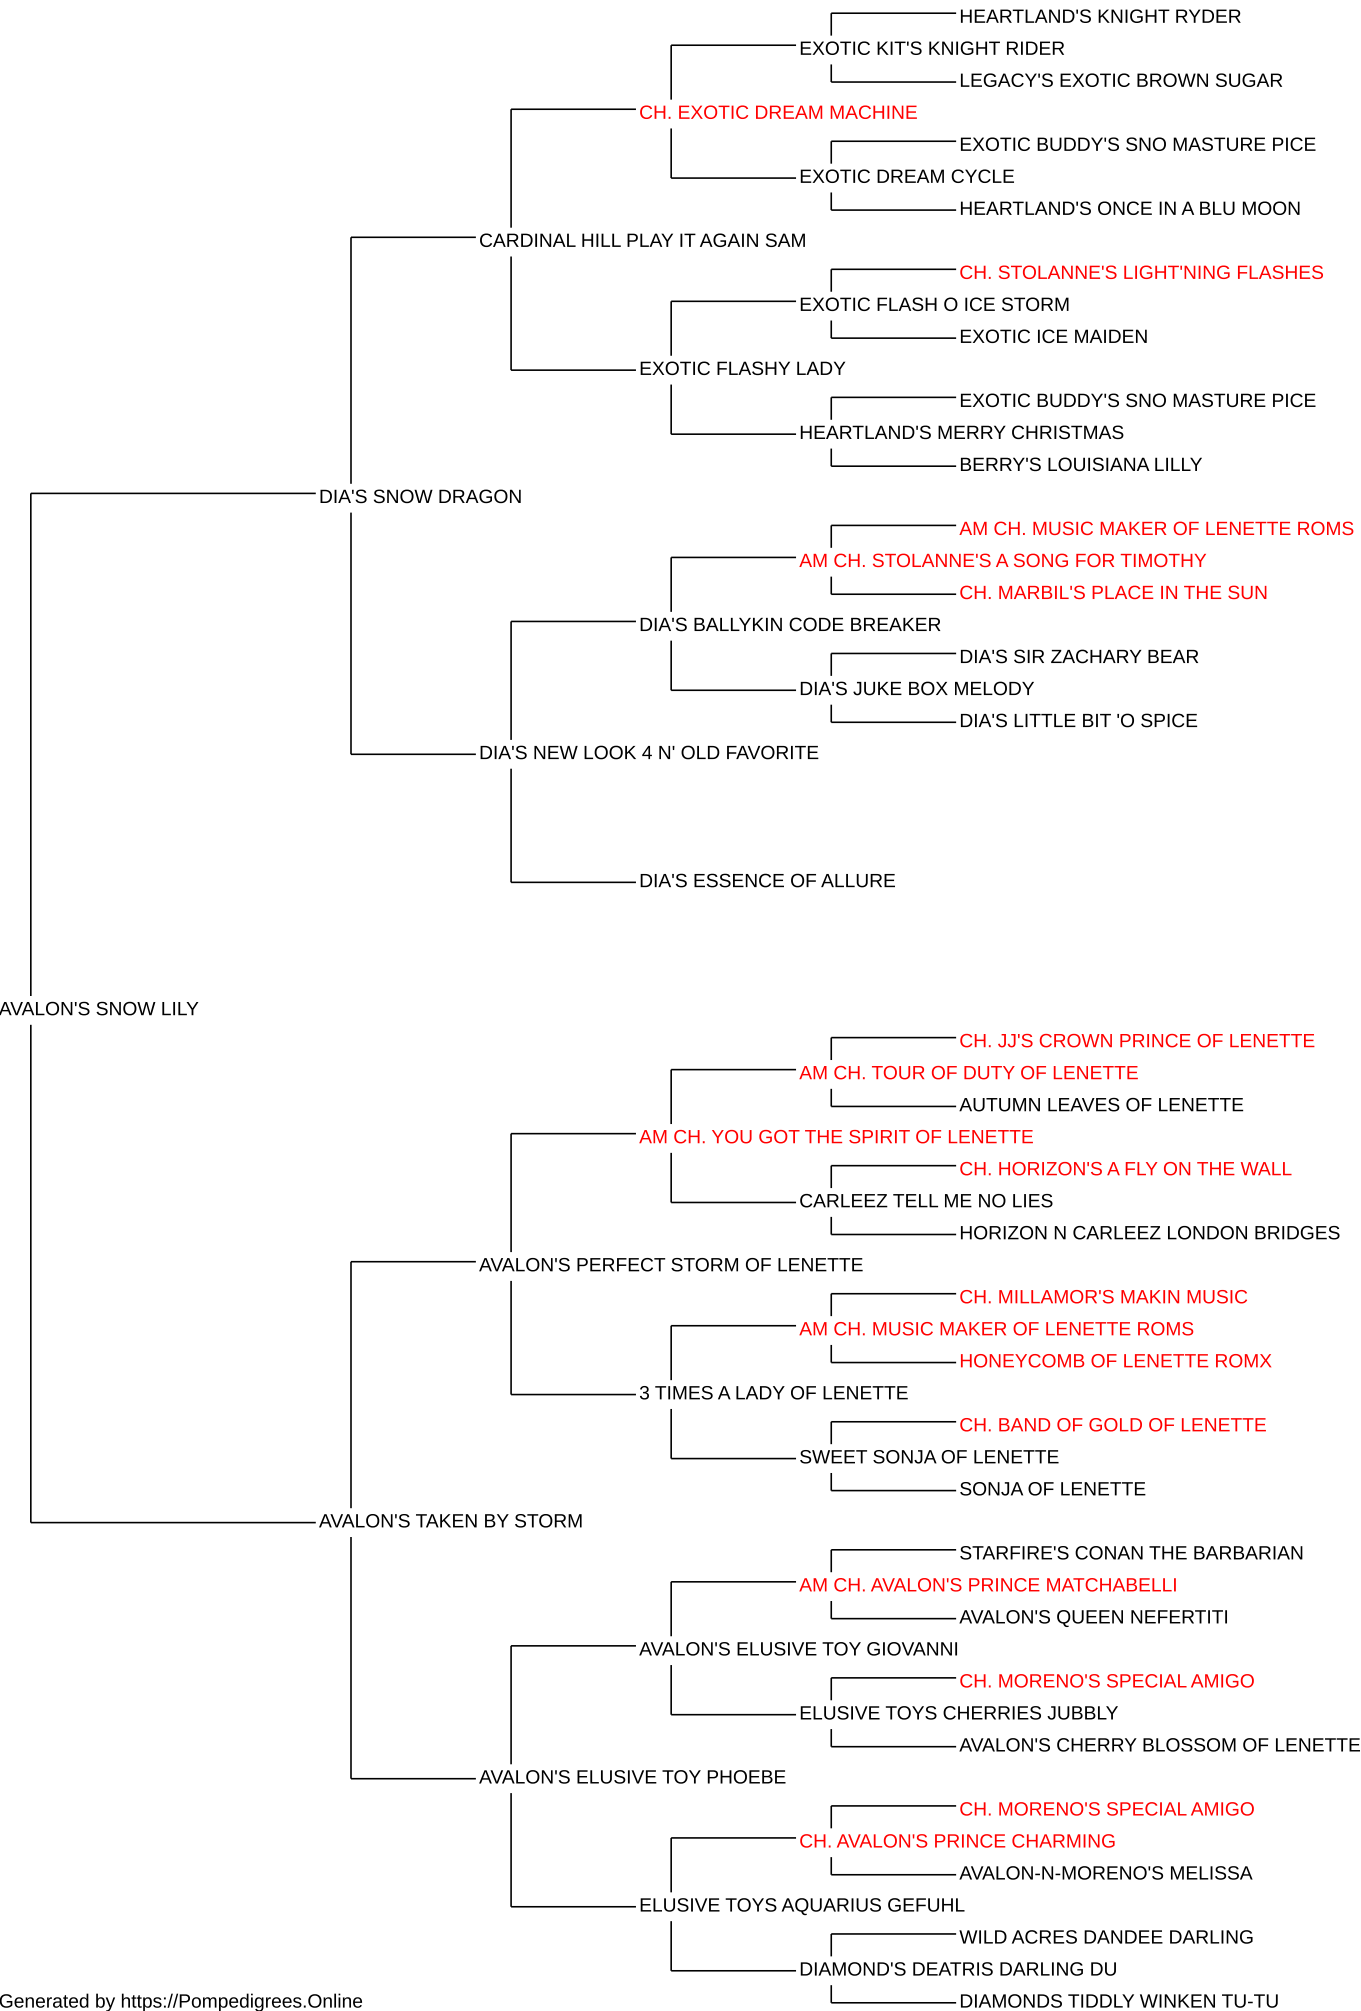 HEARTLAND'S KNIGHT RYDER
EXOTIC KIT'S KNIGHT RIDER
LEGACY'S EXOTIC BROWN SUGAR
CH. EXOTIC DREAM MACHINE
EXOTIC BUDDY'S SNO MASTURE PICE
EXOTIC DREAM CYCLE
HEARTLAND'S ONCE IN A BLU MOON
CARDINAL HILL PLAY IT AGAIN SAM
CH. STOLANNE'S LIGHT'NING FLASHES
EXOTIC FLASH O ICE STORM
EXOTIC ICE MAIDEN
EXOTIC FLASHY LADY
EXOTIC BUDDY'S SNO MASTURE PICE
HEARTLAND'S MERRY CHRISTMAS
BERRY'S LOUISIANA LILLY
DIA'S SNOW DRAGON
AM CH. MUSIC MAKER OF LENETTE ROMS
AM CH. STOLANNE'S A SONG FOR TIMOTHY
CH. MARBIL'S PLACE IN THE SUN
DIA'S BALLYKIN CODE BREAKER
DIA'S SIR ZACHARY BEAR
DIA'S JUKE BOX MELODY
DIA'S LITTLE BIT 'O SPICE
DIA'S NEW LOOK 4 N' OLD FAVORITE
DIA'S ESSENCE OF ALLURE
AVALON'S SNOW LILY
CH. JJ'S CROWN PRINCE OF LENETTE
AM CH. TOUR OF DUTY OF LENETTE
AUTUMN LEAVES OF LENETTE
AM CH. YOU GOT THE SPIRIT OF LENETTE
CH. HORIZON'S A FLY ON THE WALL
CARLEEZ TELL ME NO LIES
HORIZON N CARLEEZ LONDON BRIDGES
AVALON'S PERFECT STORM OF LENETTE
CH. MILLAMOR'S MAKIN MUSIC
AM CH. MUSIC MAKER OF LENETTE ROMS
HONEYCOMB OF LENETTE ROMX
3 TIMES A LADY OF LENETTE
CH. BAND OF GOLD OF LENETTE
SWEET SONJA OF LENETTE
SONJA OF LENETTE
AVALON'S TAKEN BY STORM
STARFIRE'S CONAN THE BARBARIAN
AM CH. AVALON'S PRINCE MATCHABELLI
AVALON'S QUEEN NEFERTITI
AVALON'S ELUSIVE TOY GIOVANNI
CH. MORENO'S SPECIAL AMIGO
ELUSIVE TOYS CHERRIES JUBBLY
AVALON'S CHERRY BLOSSOM OF LENETTE
AVALON'S ELUSIVE TOY PHOEBE
CH. MORENO'S SPECIAL AMIGO
CH. AVALON'S PRINCE CHARMING
AVALON-N-MORENO'S MELISSA
ELUSIVE TOYS AQUARIUS GEFUHL
WILD ACRES DANDEE DARLING
DIAMOND'S DEATRIS DARLING DU
DIAMONDS TIDDLY WINKEN TU-TU
Generated by https://Pompedigrees.Online